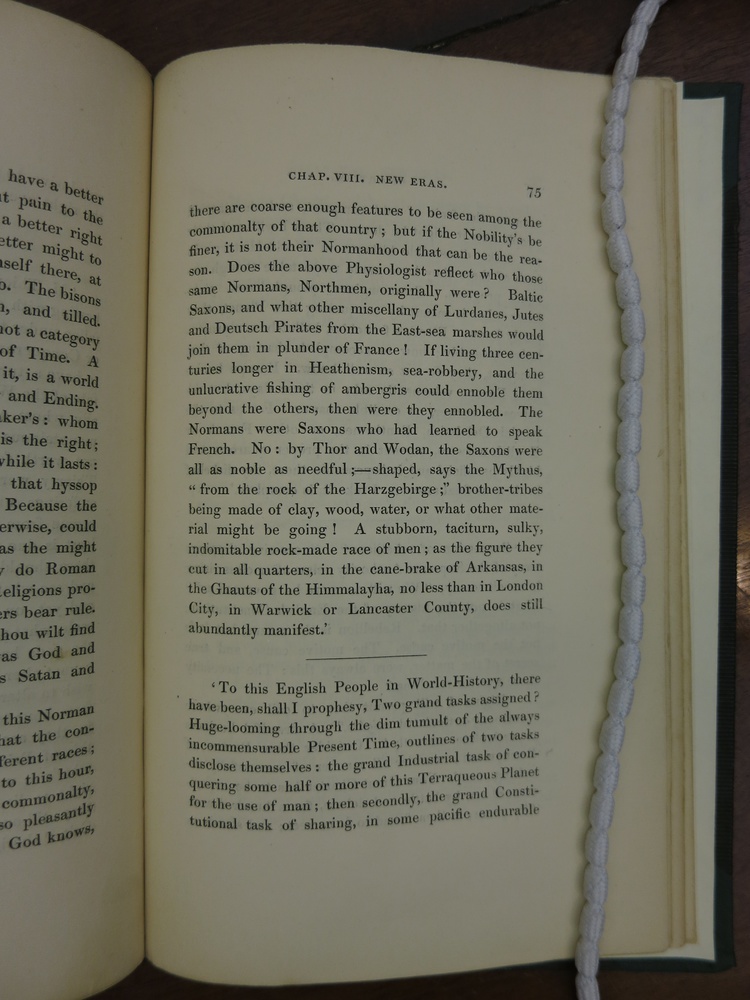 have a better
pain to the
a better right
etter might to
self there, at
The bisons
and tilled.
not a category
of Time. A
it, is a world
and Ending.
ker's: whom
is the right;
while it lasts:
that hyssop
Because the
erwise, could
as the might
do Roman
eligions pro-
ers bear rule.
hou wilt find
as God and
s Satan and
this Norman
hat the con-
ferent races;
to this hour,
commonalty,
so pleasantly
God knows,
CHAP. VIII. NEW ERAS. 75
there are coarse enough features to be seen among the
commonalty of that country; but if the Nobility's be
finer, it is not their Normanhood that can be the rea-
son. Does the above Physiologist reflect who those
same Normans, Northmen, originally were? Baltic
Saxons, and what other miscellany of Lurdanes, Jutes
and Deutsch Pirates from the East-sea marshes would
join them in plunder of France! If living three cen-
turies longer in Heathenism, sea-robbery, and the
unlucrative fishing of ambergris could ennoble them
beyond the others, then were they ennobled. The
Normans were Saxons who had learned to speak
French. No: by Thor and Wodan, the Saxons were
all as noble as needful;—shaped, says the Mythus,
“from the rock of the Harzgebirge;” brother-tribes
being made of clay, wood, water, or what other mate-
rial might be going! A stubborn, taciturn, sulky,
indomitable rock-made race of men; as the figure they
cut in all quarters, in the cane-brake of Arkansas, in
the Ghauts of the Himmalayha, no less than in London
City, in Warwick or Lancaster County, does still
abundantly manifest.'
'To this English People in World-History, there
have been, shall I prophesy, Two grand tasks assigned?
Huge-looming through the dim tumult of the always
incommensurable Present Time, outlines of two tasks
disclose themselves: the grand Industrial task of con-
quering some half or more of this Terraqueous Planet
for the use of man; then secondly, the grand Consti-
tutional task of sharing, in some pacific endurable